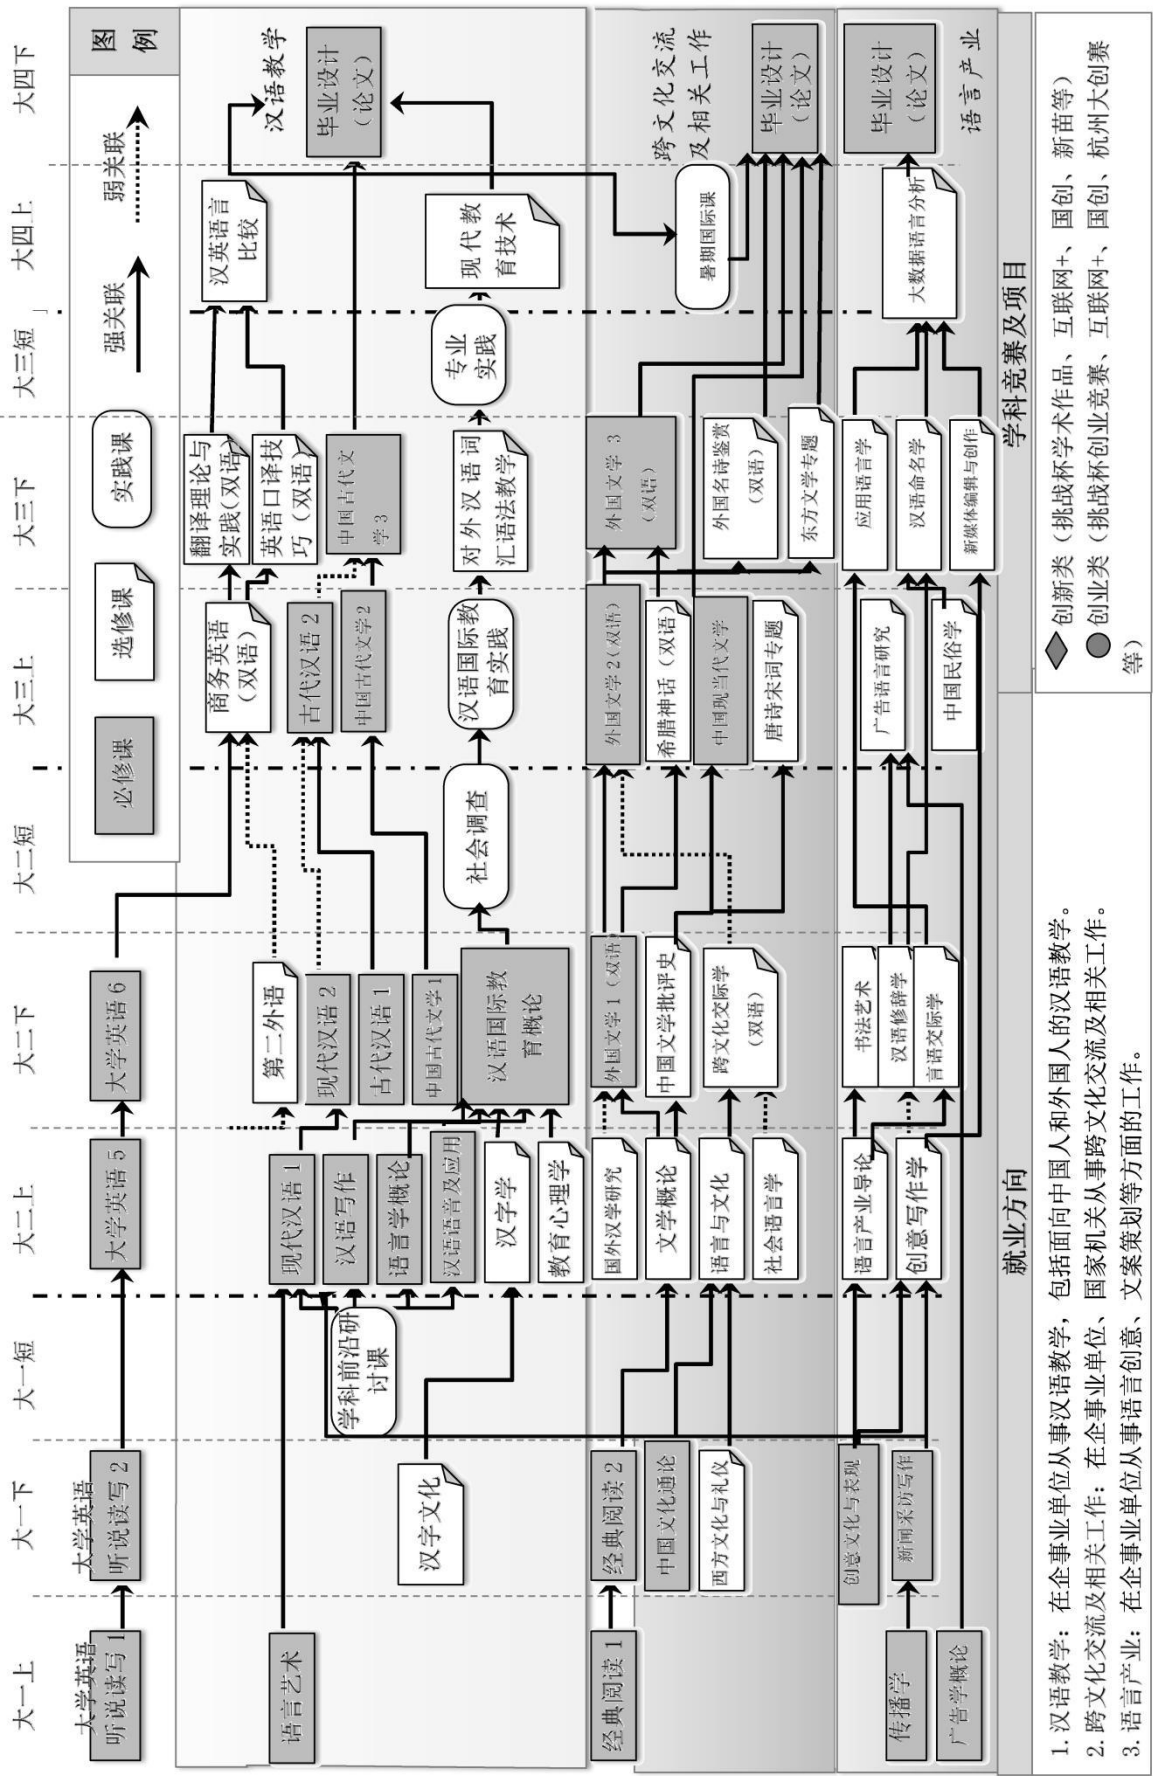 大一上
大一下
大一短
大二上
大二下
大二短
大三上
大三下
大三短
大四上
大四下
图
例
必修课
选修课
实践课
强关联
弱关联
大学英语
听说读写 1
大学英语
听说读写 2
大学英语 5
大学英语 6
语言艺术
汉字文化
学科前沿研
讨课
现代汉语 1
汉语写作
语言学概论
汉语语音及应用
汉字学
教育心理学
第二外语
现代汉语 2
古代汉语 1
中国古代文学1
汉语国际教
育概论
社会调查
商务英语
（双语）
古代汉语 2
中国古代文学2
汉语国际教
育实践
翻译理论与
实践(双语)
英语口译技
巧（双语）
中国古代文
学3
对外汉语词
汇语法教学
专业
实践
汉英语言
比较
现代教
育技术
汉语教学
毕业设计
（论文）
经典阅读 1
经典阅读 2
中国文化通论
西方文化与礼仪
国外汉学研究
文学概论
语言与文化
社会语言学
外国文学 1（双语）
中国文学批评史
跨文化交际学
（双语）
外国文学 2（双语）
希腊神话（双语）
中国现当代文学
唐诗宋词专题
外国文学 3
（双语）
外国名诗鉴赏
（双语）
东方文学专题
暑期国际课
跨文化交流
及相关工作
毕业设计
（论文）
传播学
广告学概论
创意文化与表现
新闻采访写作
语言产业导论
创意写作学
书法艺术
汉语修辞学
言语交际学
广告语言研究
中国民俗学
应用语言学
汉语命名学
新媒体编辑与创作
大数据语言分析
毕业设计
（论文）
语言产业
就业方向
学科竞赛及项目
1. 汉语教学：在企事业单位从事汉语教学，包括面向中国人和外国人的汉语教学。
2. 跨文化交流及相关工作：在企事业单位、国家机关从事跨文化交流及相关工作。
3. 语言产业：在企事业单位从事语言创意、文案策划等方面的工作。
创新类（挑战杯学术作品、互联网+、国创、新苗等）
创业类（挑战杯创业竞赛、互联网+、国创、杭州大创赛
等）